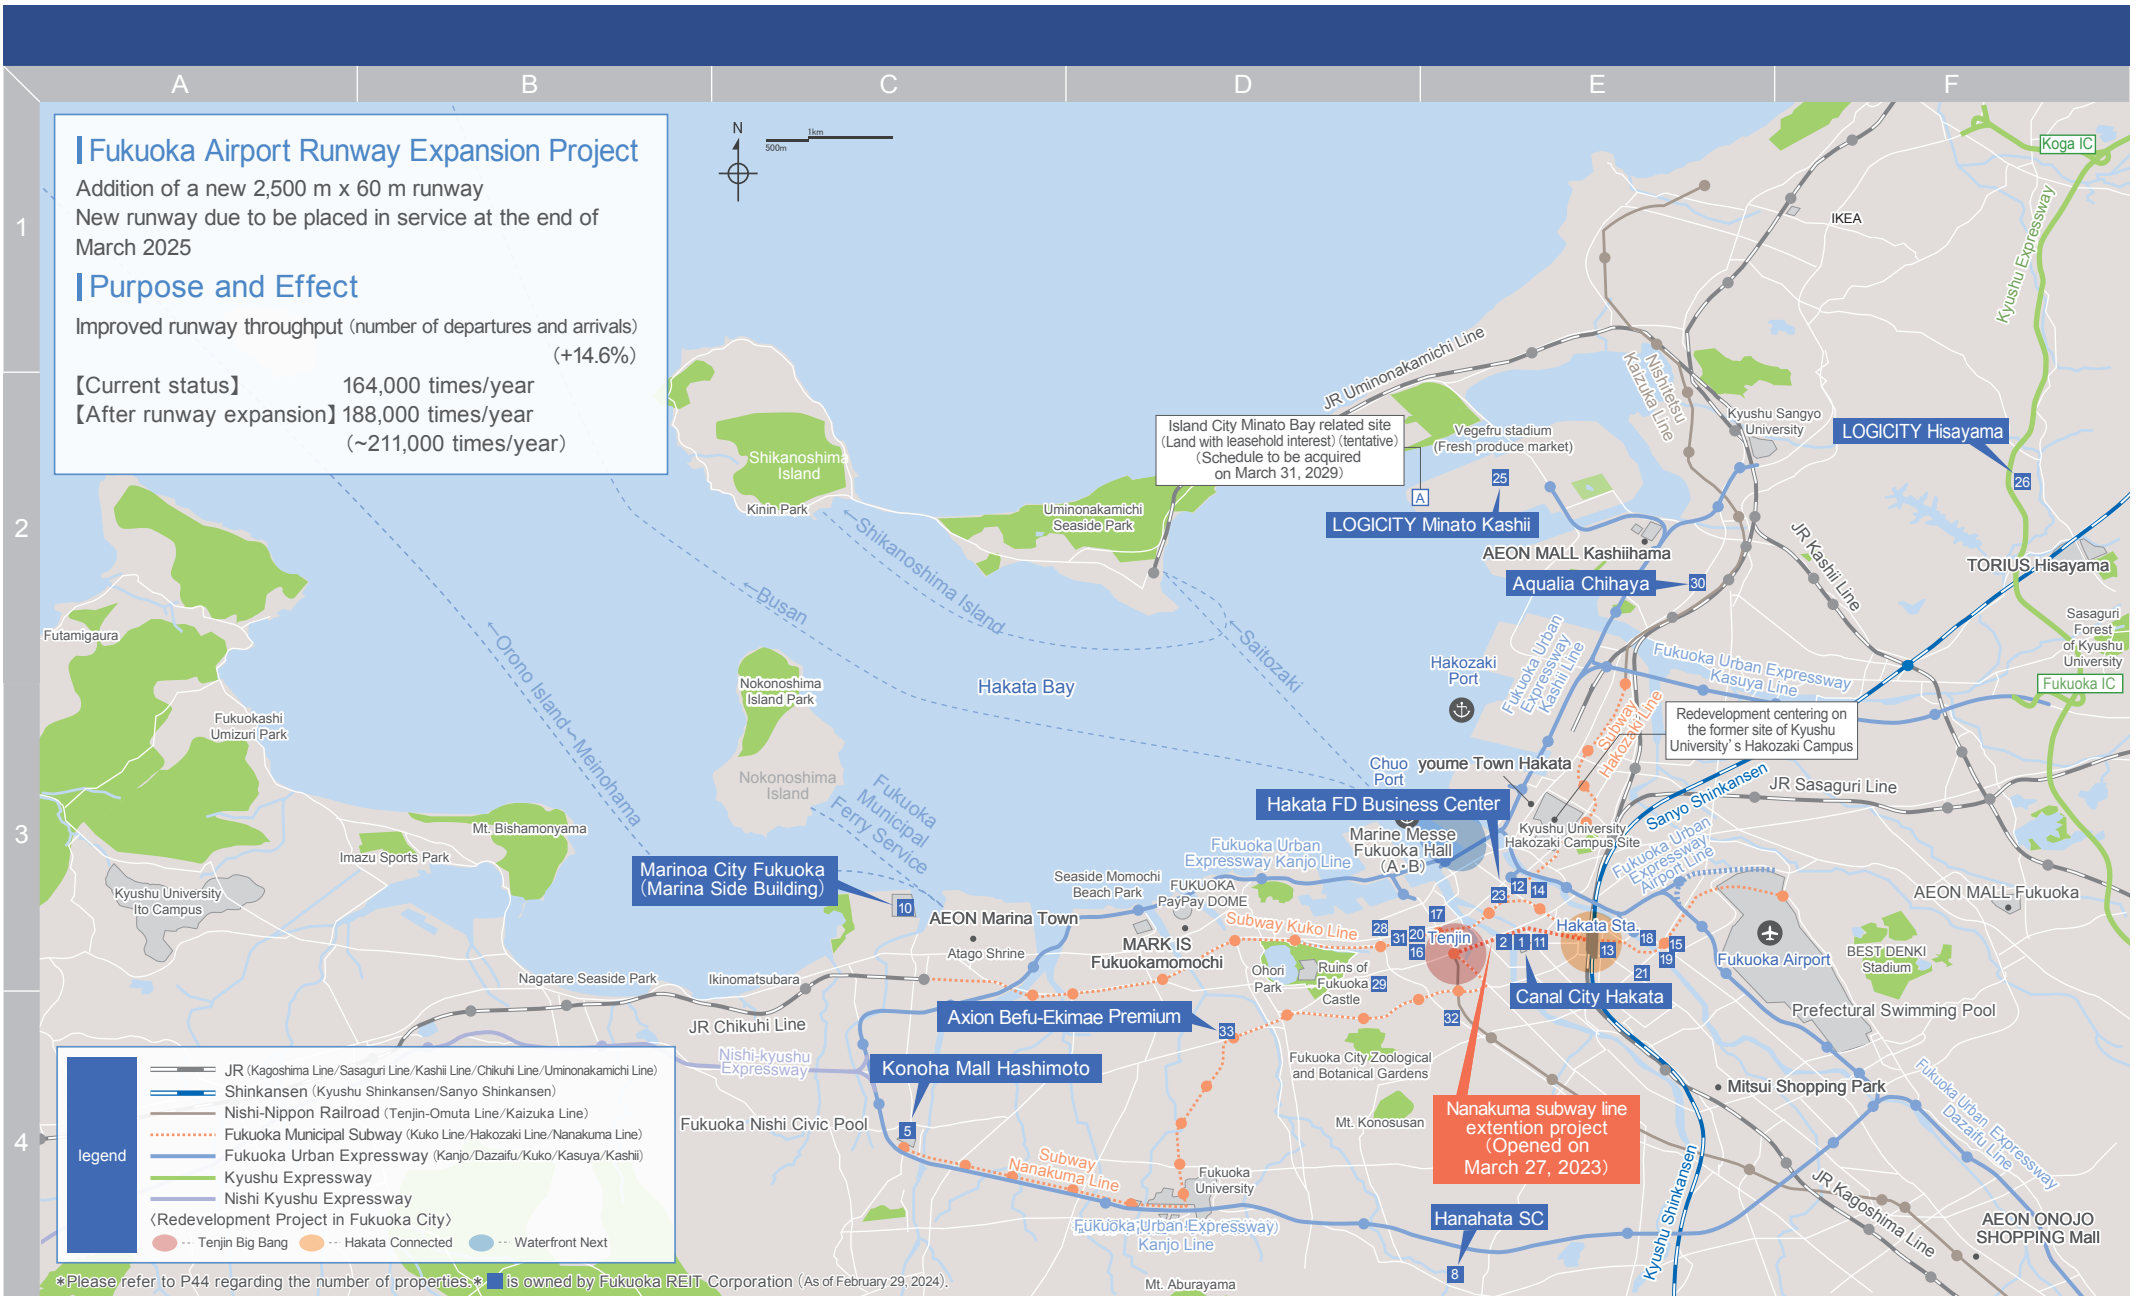 A
B
C
D
E
F
1
2
3
4
Fukuoka Airport Runway Expansion Project
Addition of a new 2,500 m x 60 m runway
New runway due to be placed in service at the end of
March 2025
Purpose and Effect
Improved runway throughput (number of departures and arrivals)
(+14.6%)
【Current status】 164,000 times/year
【After runway expansion】 188,000 times/year
(~211,000 times/year)
N
1km
500m
Koga IC
Kyushu Expressway
IKEA
JR Uminonakamichi Line
Nishitetsu
Kaizuka Line
Kyushu Sangyo
University
LOGICITY Hisayama
26
Island City Minato Bay related site
(Land with leasehold interest) (tentative)
(Schedule to be acquired
on March 31, 2029)
A
Vegefru stadium
(Fresh produce market)
25
LOGICITY Minato Kashii
AEON MALL Kashiihama
Aqualia Chihaya
30
JR Kashii Line
TORIUS Hisayama
Sasaguri
Forest
of Kyushu
University
Fukuoka IC
Shikanoshima
Island
Kinin Park
Uminonakamichi
Seaside Park
←Shikanoshima Island
←Busan
←Orono Island
Meinohama
←Saitozaki
Futamigaura
Fukuokashi
Umizuri Park
Nokonoshima
Island Park
Nokonoshima
Island
Hakata Bay
Fukuoka
Municipal
Ferry Service
Hakozaki
Port
Fukuoka Urban
Expressway
Kashii Line
Fukuoka Urban Expressway
Kasuya Line
Subway
Hakozaki Line
Redevelopment centering on
the former site of Kyushu
University's Hakozaki Campus
Chuo
Port
youme Town Hakata
Sanyo Shinkansen
JR Sasaguri Line
Hakata FD Business Center
Marine Messe
Fukuoka Hall
(A・B)
Kyushu University
Hakozaki Campus Site
Fukuoka Urban
Expressway
Airport Line
Fukuoka Urban
Expressway Kanjo Line
Mt. Bishamonyama
Imazu Sports Park
Kyushu University
Ito Campus
Marinoa City Fukuoka
(Marina Side Building)
10
Seaside Momochi
Beach Park
FUKUOKA
PayPay DOME
AEON Marina Town
Atago Shrine
MARK IS
Fukuokamomochi
Subway Kuko Line
28
31
20
16
17
Tenjin
23
12
14
2
1
11
Hakata Sta.
13
18
15
19
21
Fukuoka Airport
AEON MALL Fukuoka
BEST DENKI
Stadium
Prefectural Swimming Pool
Canal City Hakata
Ohori
Park
Ruins of
Fukuoka
Castle
29
32
Nagatare Seaside Park
Ikinomatsubara
JR Chikuhi Line
Nishi-kyushu
Expressway
Axion Befu-Ekimae Premium
33
Konoha Mall Hashimoto
5
Fukuoka Nishi Civic Pool
Fukuoka City Zoological
and Botanical Gardens
Mt. Konosusan
Nanakuma subway line
extention project
(Opened on
March 27, 2023)
Mitsui Shopping Park
Fukuoka Urban Expressway
Dazaifu Line
Kyushu Shinkansen
JR Kagoshima Line
AEON ONOJO
SHOPPING Mall
Subway
Nanakuma Line
Fukuoka
University
Fukuoka Urban Expressway)
Kanjo Line
Hanahata SC
8
Mt. Aburayama
legend
JR (Kagoshima Line/Sasaguri Line/Kashii Line/Chikuhi Line/Uminonakamichi Line)
Shinkansen (Kyushu Shinkansen/Sanyo Shinkansen)
Nishi-Nippon Railroad (Tenjin-Omuta Line/Kaizuka Line)
Fukuoka Municipal Subway (Kuko Line/Hakozaki Line/Nanakuma Line)
Fukuoka Urban Expressway (Kanjo/Dazaifu/Kuko/Kasuya/Kashii)
Kyushu Expressway
Nishi Kyushu Expressway
〈Redevelopment Project in Fukuoka City〉
Tenjin Big Bang Hakata Connected Waterfront Next
*Please refer to P44 regarding the number of properties.* is owned by Fukuoka REIT Corporation (As of February 29, 2024).